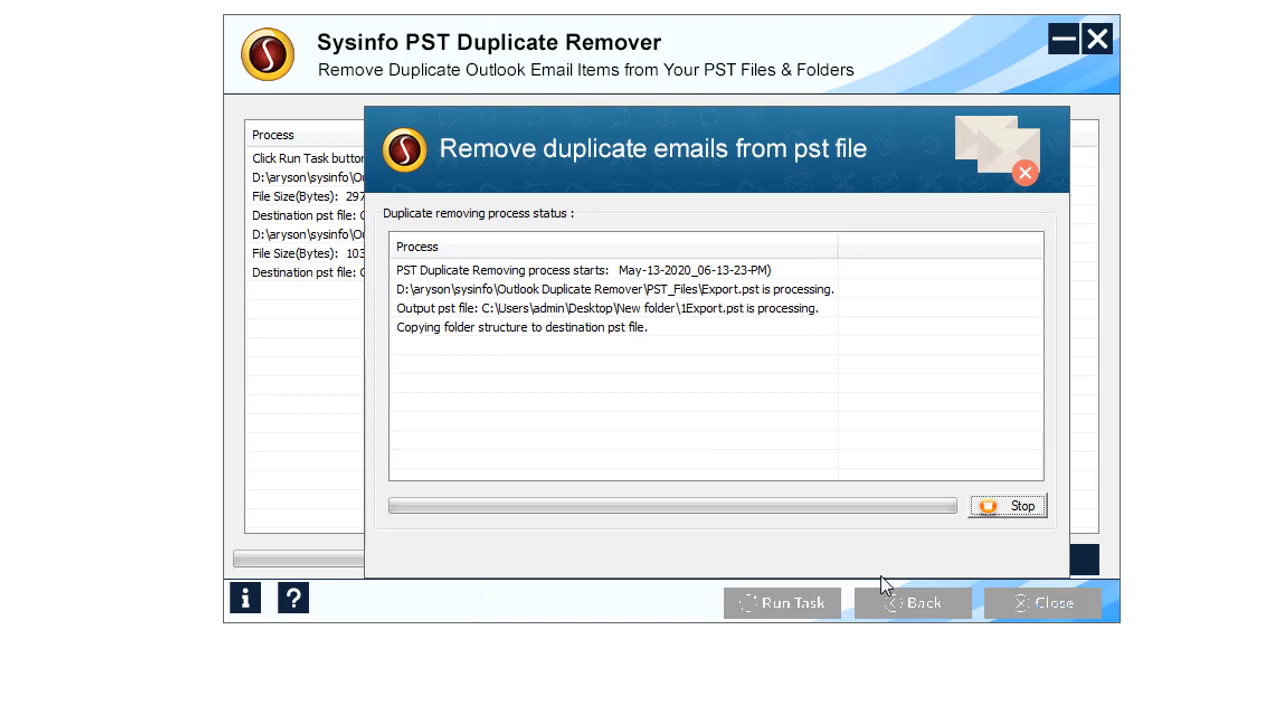 Sysinfo PST Duplicate Remover
Remove Duplicate Outlook Email Items from Your PST Files & Folders
Process
Click Run Task button
D:\aryson\sysinfo\Ou
File Size(Bytes): 297
Destination pst file: C
D:\aryson\sysinfo\Ou
File Size(Bytes): 103
Destination pst file: C
Remove duplicate emails from pst file
Duplicate removing process status :
Process
PST Duplicate Removing process starts: May-13-2020_06-13-23-PM)
D:\aryson\sysinfo\Outlook Duplicate Remover\PST_Files\Export.pst is processing.
Output pst file: C:\Users\admin\Desktop\New folder\1Export.pst is processing.
Copying folder structure to destination pst file.
Stop
Run Task
Back
Close